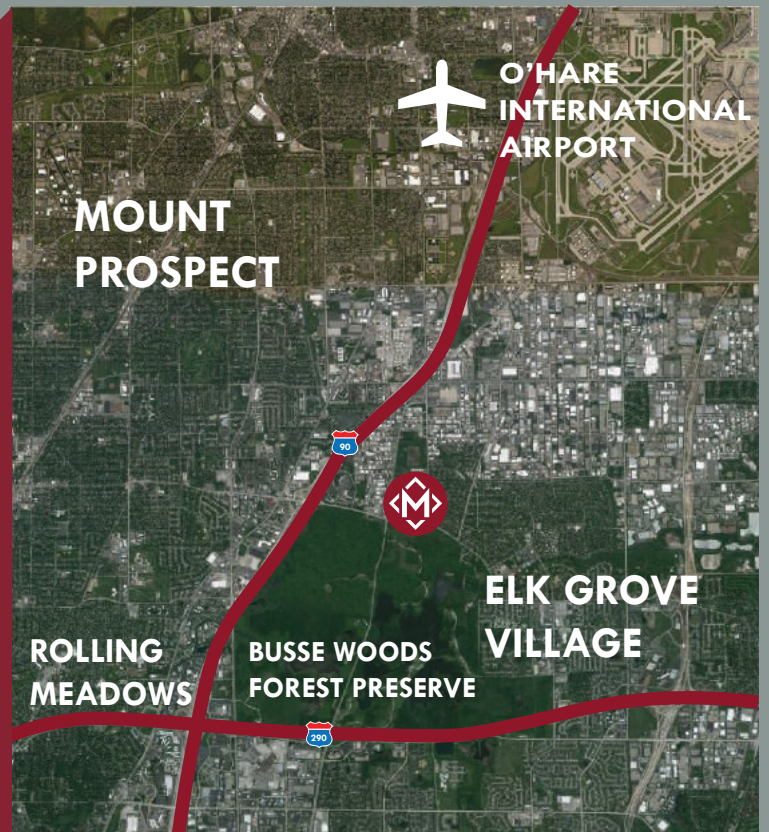 O'HARE
INTERNATIONAL
AIRPORT
MOUNT
PROSPECT
90
M
ELK GROVE
VILLAGE
ROLLING
MEADOWS
BUSSE WOODS
FOREST PRESERVE
290